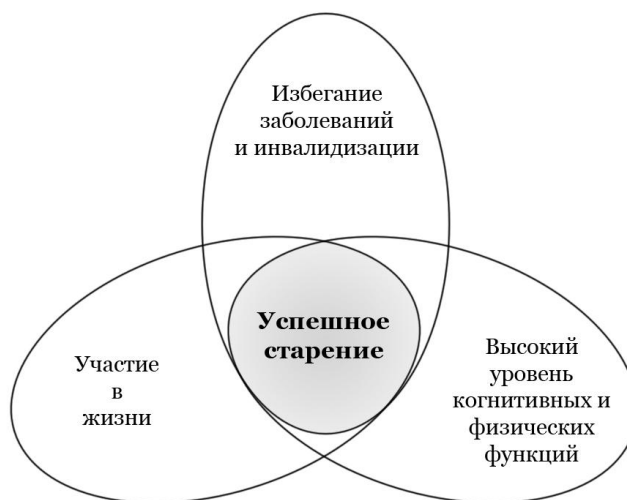 Избегание
заболеваний
и инвалидизации
Успешное
старение
Участие
в
жизни
Высокий
уровень
когнитивных и
физических
функций